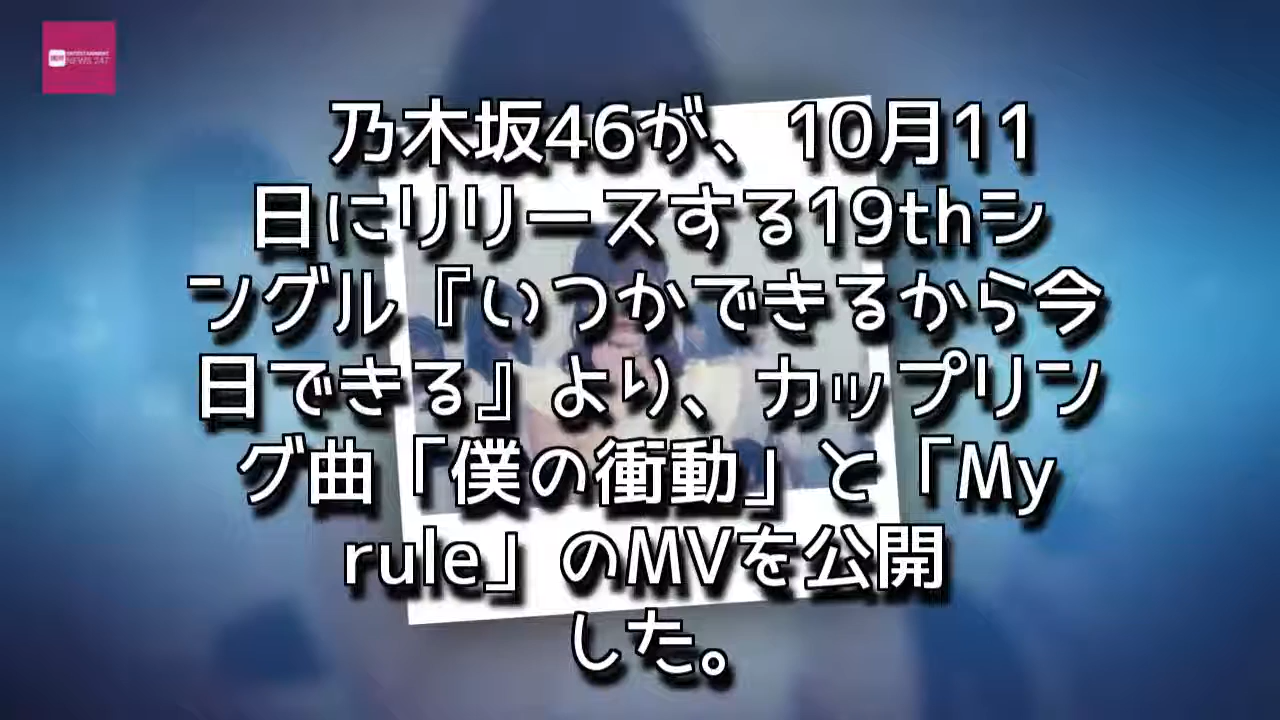 ENTERTAINMENT
NEWS 247
乃木坂46が、10月11
日にリリースする19thシ
ングル『いつかできるから今
日できる』より、カップリン
グ曲「僕の衝動」と「My
rule」のMVを公開
した。